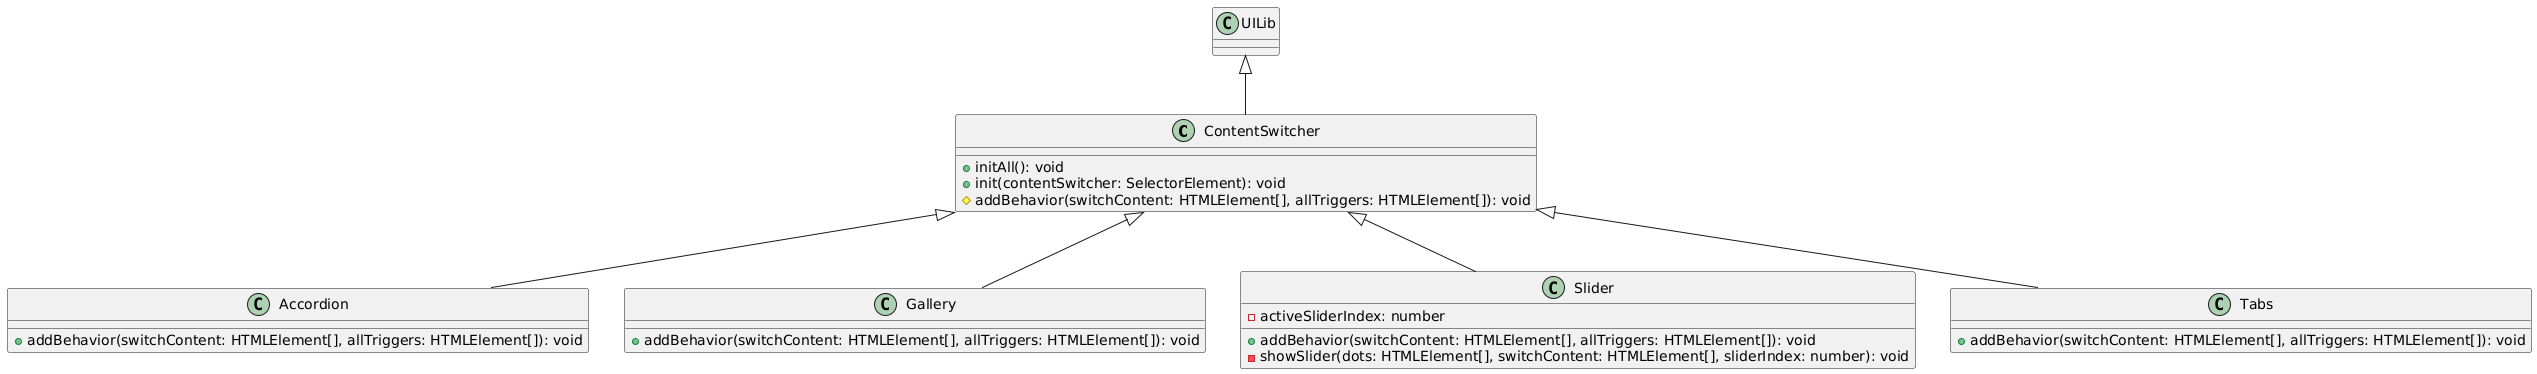 C UILib
C ContentSwitcher
initAll(): void
init(contentSwitcher: SelectorElement): void
addBehavior(switchContent: HTMLElement[], allTriggers: HTMLElement[]): void
C Accordion
addBehavior(switchContent: HTMLElement[], allTriggers: HTMLElement[]): void
C Gallery
addBehavior(switchContent: HTMLElement[], allTriggers: HTMLElement[]): void
C Slider
activeSliderIndex: number
addBehavior(switchContent: HTMLElement[], allTriggers: HTMLElement[]): void
showSlider(dots: HTMLElement[], switchContent: HTMLElement[], sliderIndex: number): void
C Tabs
addBehavior(switchContent: HTMLElement[], allTriggers: HTMLElement[]): void